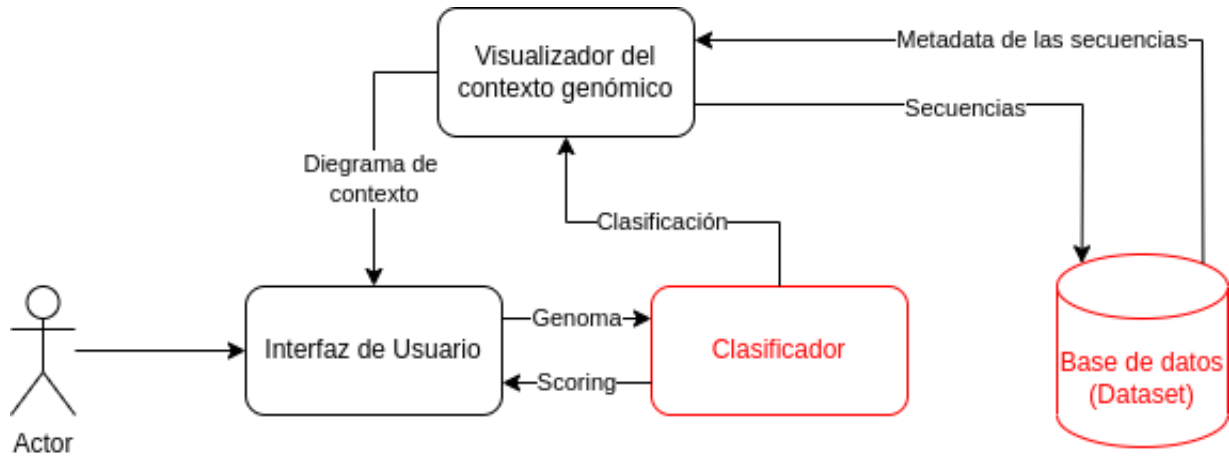 Visualizador del
contexto genómico
Metadata de las secuencias
Secuencias
Diegrama de
contexto
Clasificación
Interfaz de Usuario
Genoma
Scoring
Clasificador
Base de datos
(Dataset)
Actor